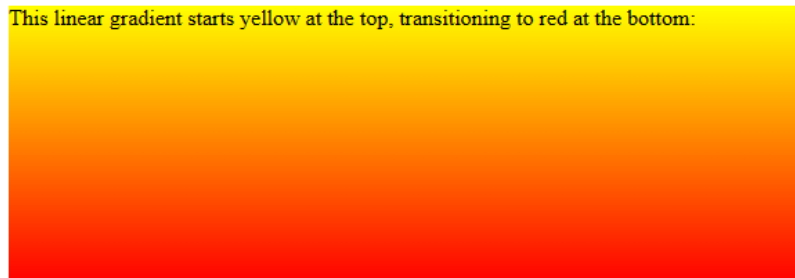 This linear gradient starts yellow at the top, transitioning to red at the bottom: